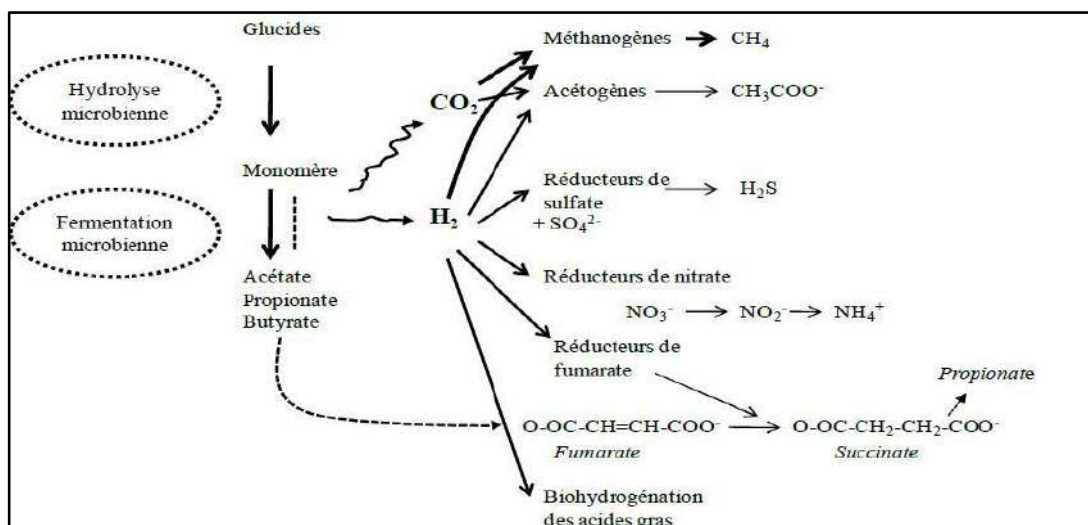 Glucides
Hydrolyse
microbienne
Monomère
Fermentation
microbienne
Acétate
Propionate
Butyrate
CO₂
H₂
Méthanogènes
CH₄
Acétogènes
CH₃COO⁻
Réducteurs de
sulfate
+ SO₄²⁻
H₂S
Réducteurs de nitrate
NO₃⁻
NO₂⁻
NH₄⁺
Réducteurs de
fumarate
Propionate
O-OC-CH=CH-COO⁻
O-OC-CH₂-CH₂-COO⁻
Fumarate
Succinate
Biohydrogénation
des acides gras